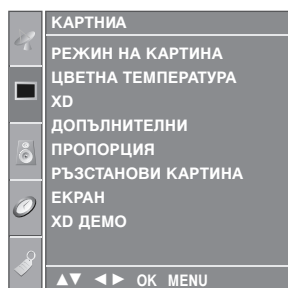 КАРТНИА
РЕЖИН НА КАРТИНА
ЦВЕТНА ТЕМПЕРАТУРА
XD
ДОПЪЛНИТЕЛНИ
ПРОПОРЦИЯ
РЪЗСТАНОВИ КАРТИНА
ЕКРАН
XD ДЕМО
▲▼ ◄► OK MENU